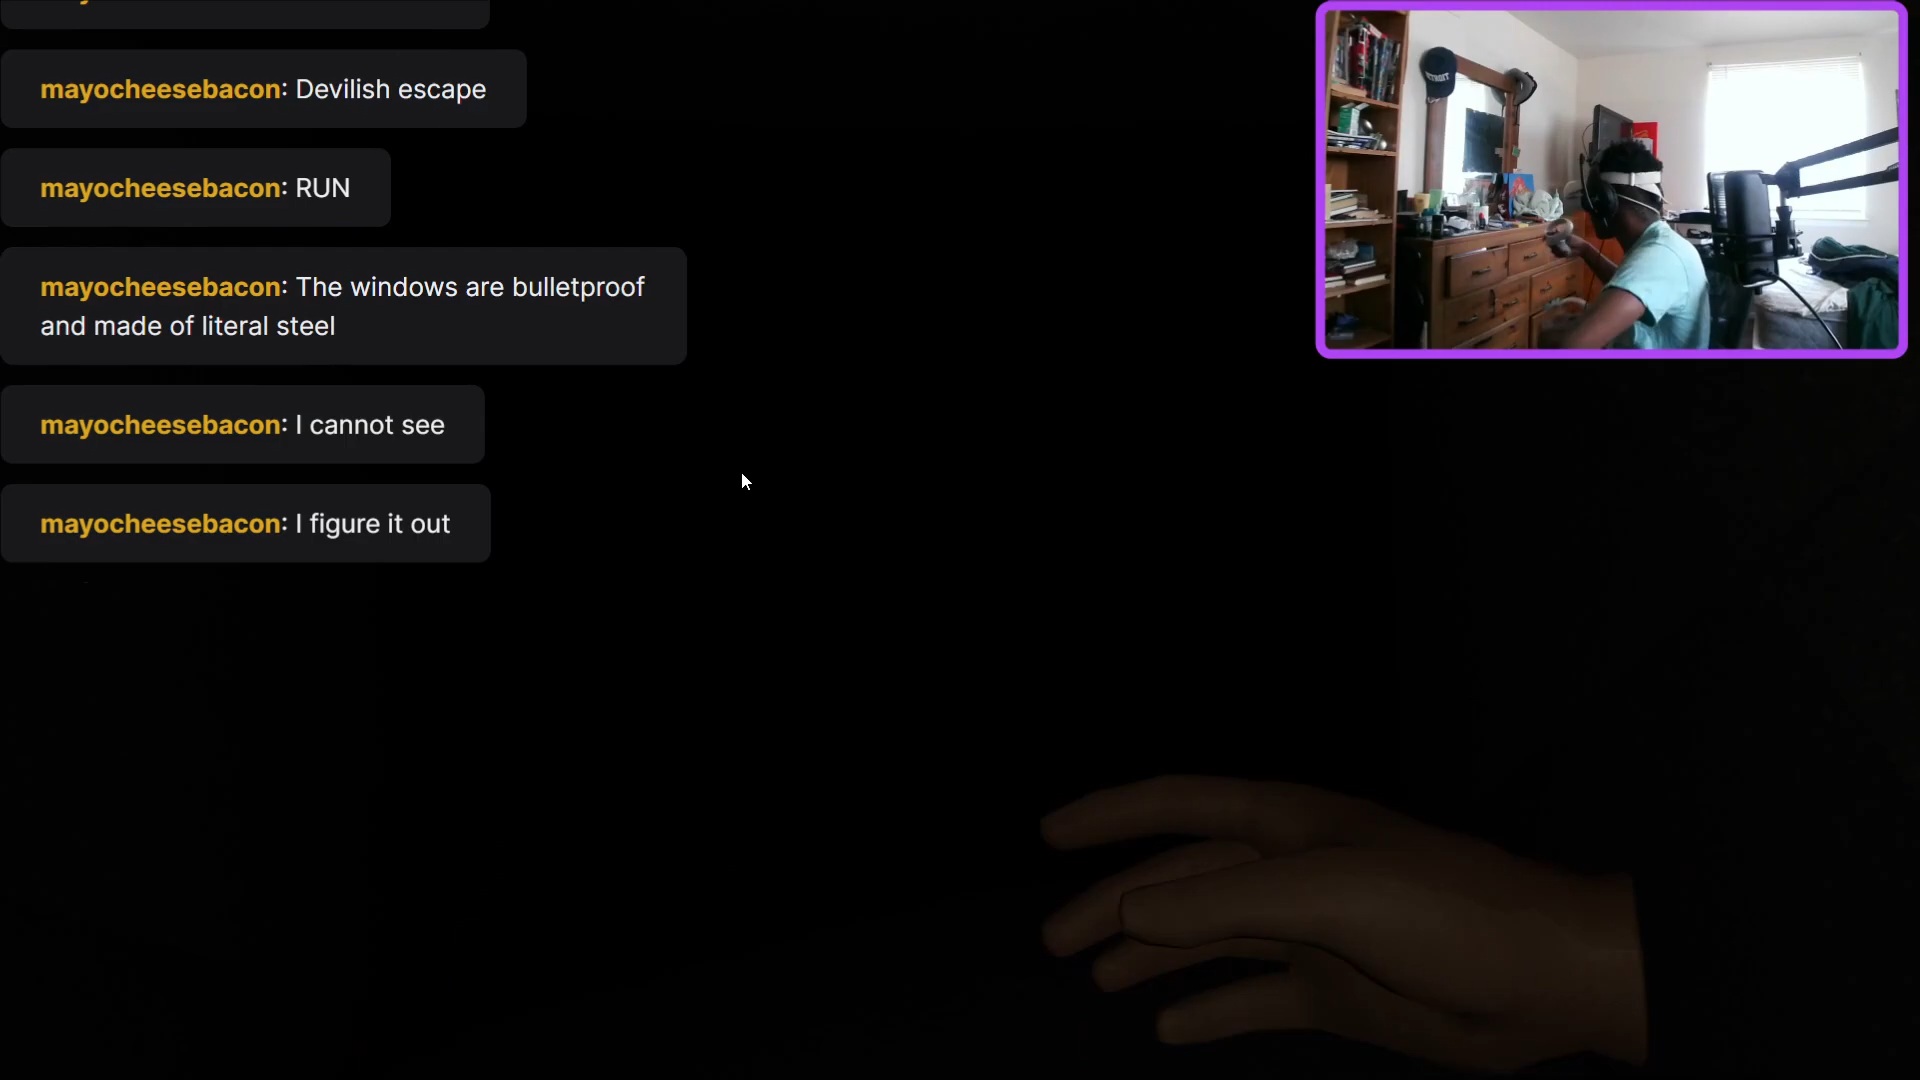 mayocheesebacon: Devilish escape
mayocheesebacon: RUN
mayocheesebacon: The windows are bulletproof
and made of literal steel
mayocheesebacon: I cannot see
mayocheesebacon: I figure it out
DETROIT